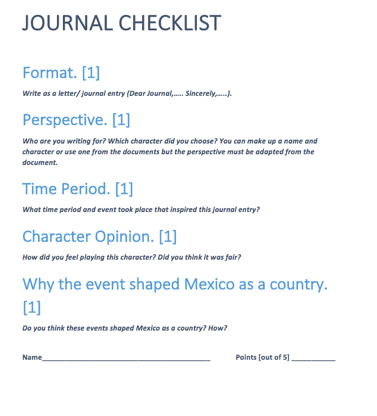 JOURNAL CHECKLIST
Format. [1]
Write as a letter/ journal entry (Dear Journal,….. Sincerely,…..).
Perspective. [1]
Who are you writing for? Which character did you choose? You can make up a name and
character or use one from the documents but the perspective must be adapted from the
document.
Time Period. [1]
What time period and event took place that inspired this journal entry?
Character Opinion. [1]
How did you feel playing this character? Did you think it was fair?
Why the event shaped Mexico as a country.
[1]
Do you think these events shaped Mexico as a country? How?
Name____________________________________________ Points [out of 5] ____________